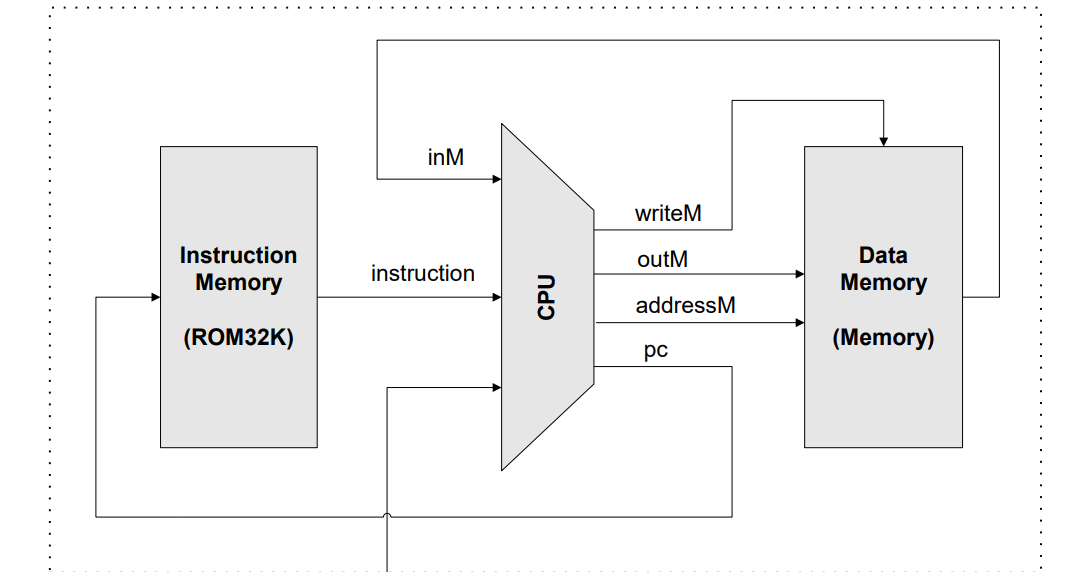 inM
writeM
Instruction
Memory
(ROM32K)
instruction
CPU
outM
addressM
pc
Data
Memory
(Memory)